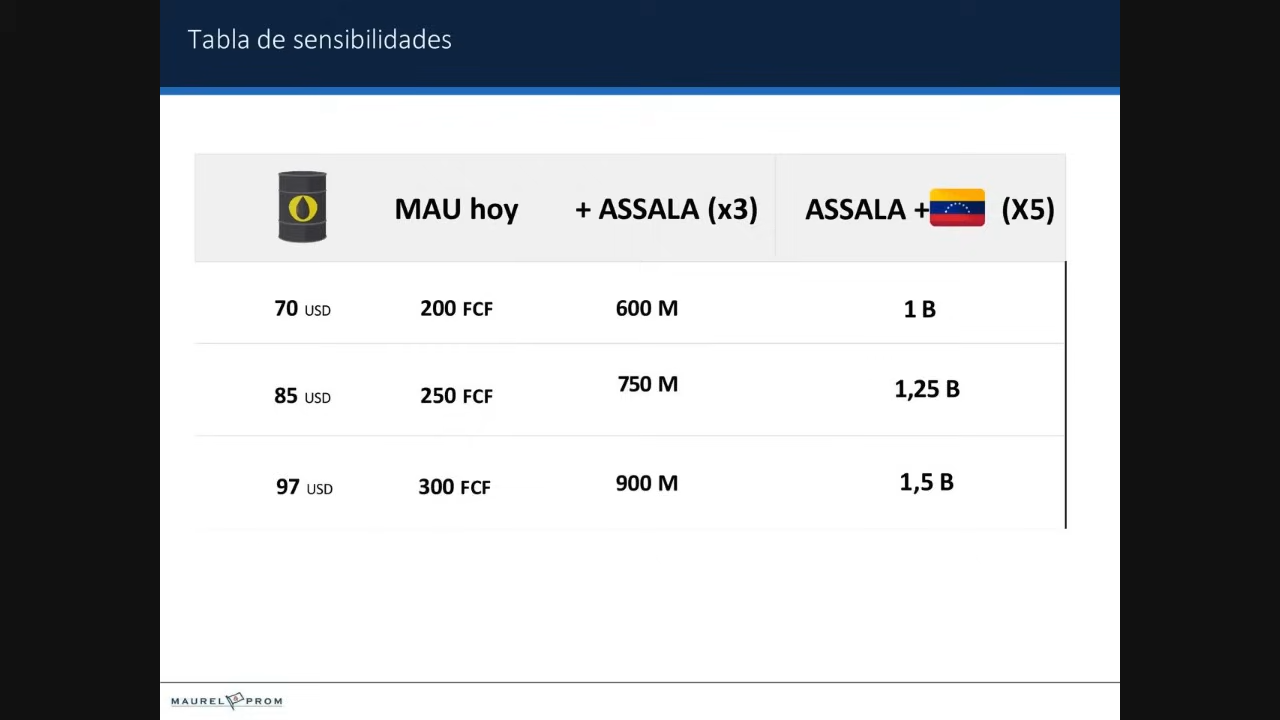 Tabla de sensibilidades
MAU hoy + ASSALA (x3) ASSALA + (X5)
70 USD 200 FCF 600 M 1 B
85 USD 250 FCF 750 M 1,25 B
97 USD 300 FCF 900 M 1,5 B
MAUREL PROM